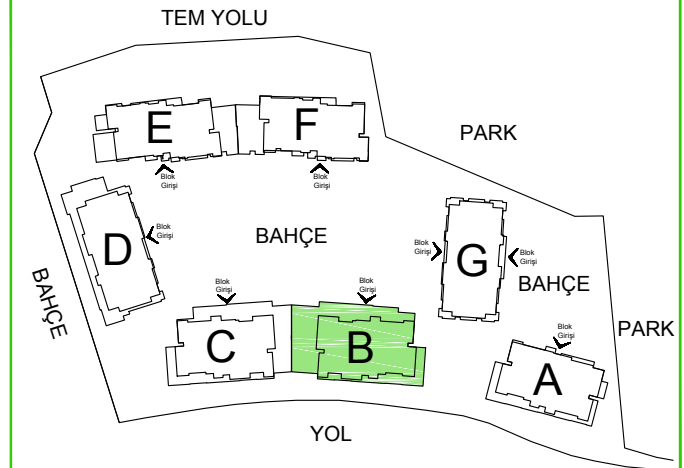 TEM YOLU
E
F
PARK
Blok
Girişi
Blok
Girişi
D
Blok
Girişi
BAHÇE
Blok
Girişi
G
Blok
Girişi
BAHÇE
BAHÇE
Blok
Girişi
Blok
Girişi
C
B
Blok
Girişi
PARK
A
YOL